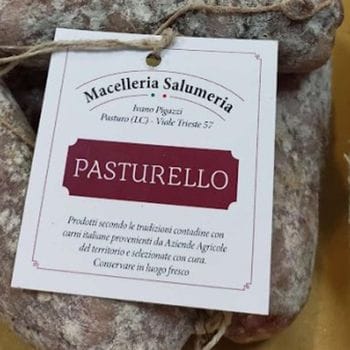 Macelleria Salumeria
Ivano Pigazzi
Pasturo (LC) - Viale Trieste 57
PASTURELLO
Prodotti secondo le tradizioni contadine con
carni italiane provenienti da Aziende Agricole
del territorio e selezionate con cura.
Conservare in luogo fresco